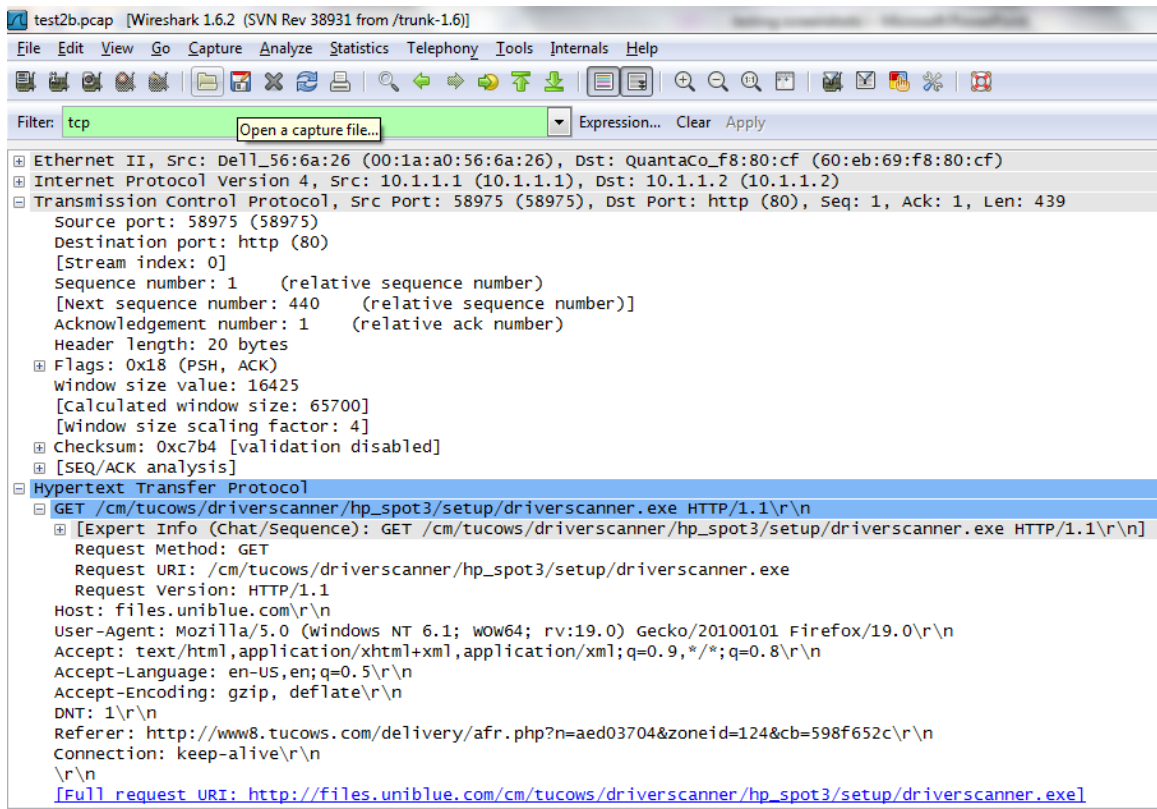 test2b.pcap [Wireshark 1.6.2 (SVN Rev 38931 from /trunk-1.6)]
File Edit View Go Capture Analyze Statistics Telephony Tools Internals Help
Filter: tcp Expression... Clear Apply
Open a capture file...
Ethernet II, Src: Dell_56:6a:26 (00:1a:a0:56:6a:26), Dst: QuantaCo_f8:80:cf (60:eb:69:f8:80:cf)
Internet Protocol Version 4, Src: 10.1.1.1 (10.1.1.1), Dst: 10.1.1.2 (10.1.1.2)
Transmission Control Protocol, Src Port: 58975 (58975), Dst Port: http (80), Seq: 1, Ack: 1, Len: 439
Source port: 58975 (58975)
Destination port: http (80)
[Stream index: 0]
Sequence number: 1 (relative sequence number)
[Next sequence number: 440 (relative sequence number)]
Acknowledgement number: 1 (relative ack number)
Header length: 20 bytes
Flags: 0x18 (PSH, ACK)
Window size value: 16425
[Calculated window size: 65700]
[Window size scaling factor: 4]
Checksum: 0xc7b4 [validation disabled]
[SEQ/ACK analysis]
Hypertext Transfer Protocol
GET /cm/tucows/driverscanner/hp_spot3/setup/driverscanner.exe HTTP/1.1\r\n
[Expert Info (Chat/Sequence): GET /cm/tucows/driverscanner/hp_spot3/setup/driverscanner.exe HTTP/1.1\r\n]
Request Method: GET
Request URI: /cm/tucows/driverscanner/hp_spot3/setup/driverscanner.exe
Request Version: HTTP/1.1
Host: files.uniblue.com\r\n
User-Agent: Mozilla/5.0 (Windows NT 6.1; WOW64; rv:19.0) Gecko/20100101 Firefox/19.0\r\n
Accept: text/html,application/xhtml+xml,application/xml;q=0.9,*/*;q=0.8\r\n
Accept-Language: en-US,en;q=0.5\r\n
Accept-Encoding: gzip, deflate\r\n
DNT: 1\r\n
Referer: http://www8.tucows.com/delivery/afr.php?n=aed03704&zoneid=124&cb=598f652c\r\n
Connection: keep-alive\r\n
\r\n
[Full request URI: http://files.uniblue.com/cm/tucows/driverscanner/hp_spot3/setup/driverscanner.exe]